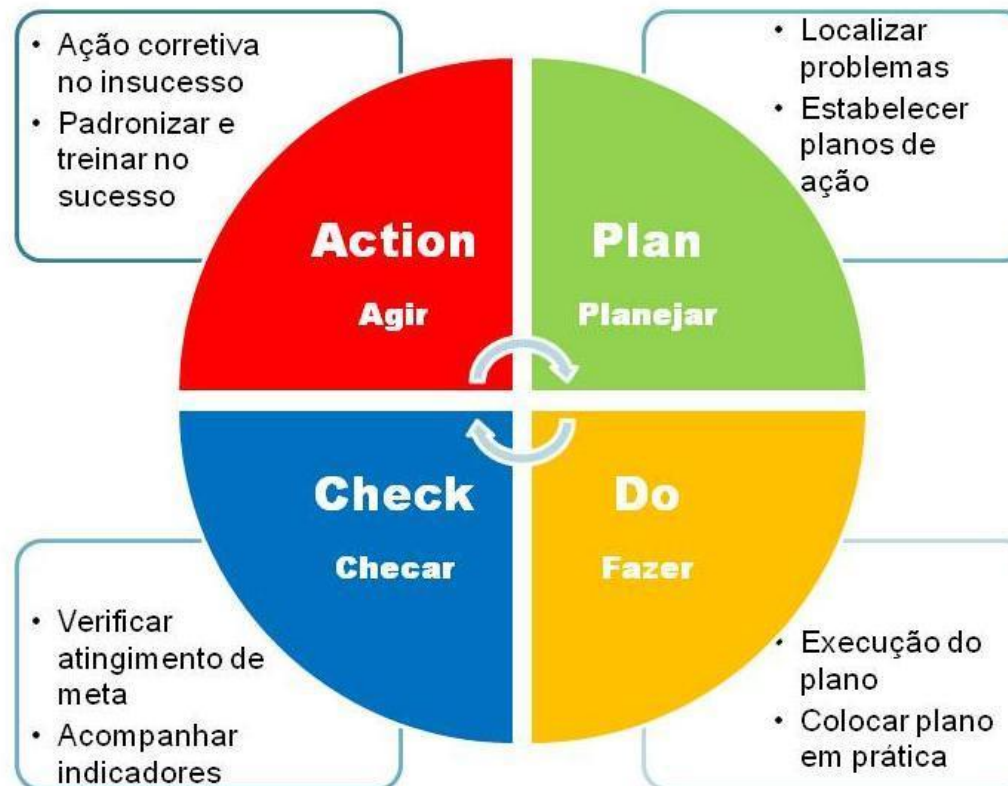 • Ação corretiva
no insucesso
• Padronizar e
treinar no
sucesso
• Localizar
problemas
• Estabelecer
planos de
ação
Action
Agir
Plan
Planejar
Check
Checar
Do
Fazer
• Verificar
atingimento de
meta
• Acompanhar
indicadores
• Execução do
plano
• Colocar plano
em prática